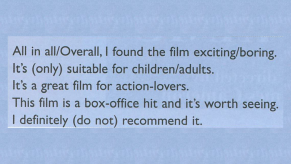 All in all/Overall, I found the film exciting/boring.
It's (only) suitable for children/adults.
It's a great film for action-lovers.
This film is a box-office hit and it's worth seeing.
I definitely (do not) recommend it.